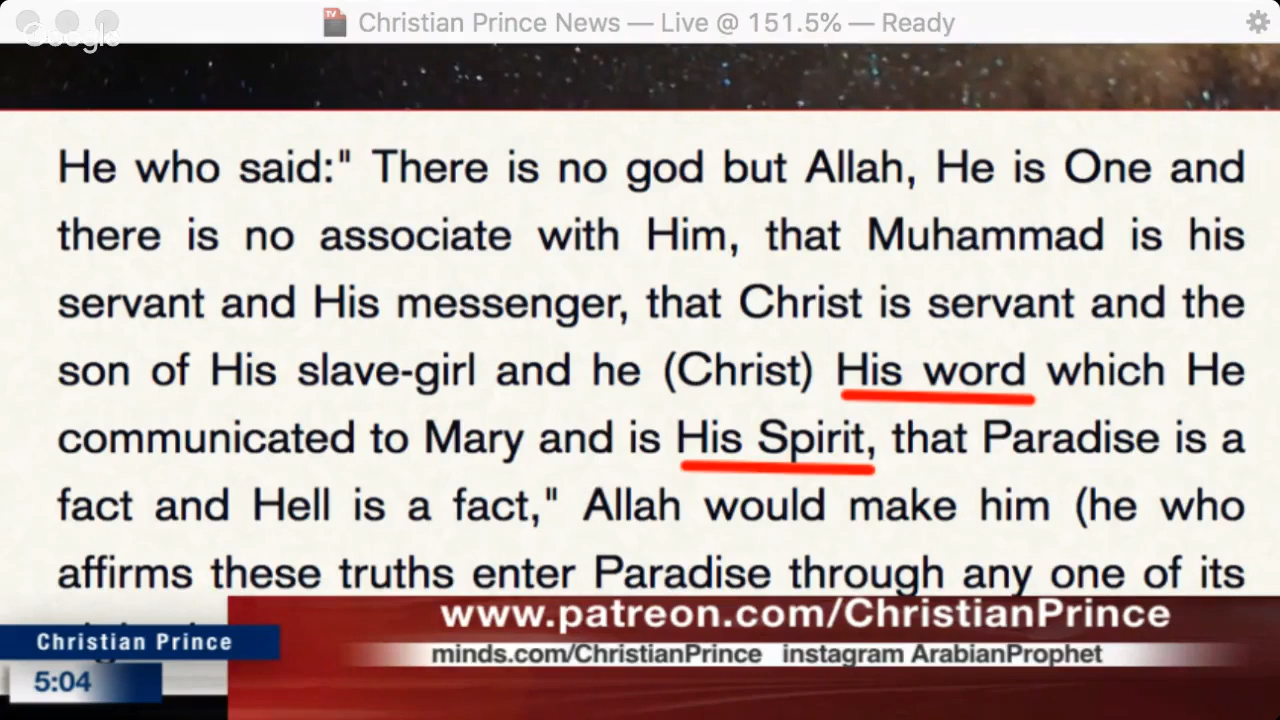 Christian Prince News — Live @ 151.5% — Ready
Google
He who said:" There is no god but Allah, He is One and
there is no associate with Him, that Muhammad is his
servant and His messenger, that Christ is servant and the
son of His slave-girl and he (Christ) His word which He
communicated to Mary and is His Spirit, that Paradise is a
fact and Hell is a fact," Allah would make him (he who
affirms these truths enter Paradise through any one of its
www.patreon.com/ChristianPrince
Christian Prince
minds.com/ChristianPrince instagram ArabianProphet
5:04